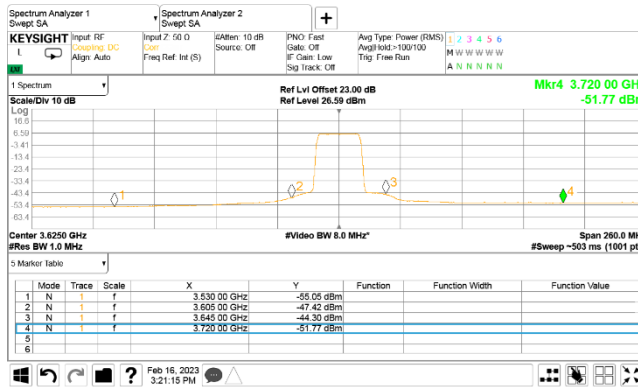 Spectrum Analyzer 1
Swept SA
Spectrum Analyzer 2
Swept SA
+
KEYSIGHT
L
Input: RF
Coupling: DC
Align: Auto
Input Z: 50 Ω
Corr
Freq Ref: Int (S)
#Atten: 10 dB
Source: Off
PNO: Fast
Gate: Off
IF Gain: Low
Sig Track: Off
Avg Type: Power (RMS)
Avg|Hold:>100/100
Trig: Free Run
1 2 3 4 5 6
M W W W W W
A N N N N N
1 Spectrum
Scale/Div 10 dB
Ref Lvl Offset 23.00 dB
Ref Level 26.59 dBm
Mkr4 3.720 00 GH
-51.77 dB
Log
16.6
6.59
-3.41
-13.4
-23.4
-33.4
-43.4
-53.4
-63.4
1
2
3
4
Center 3.6250 GHz
#Res BW 1.0 MHz
#Video BW 8.0 MHz*
Span 260.0 M
#Sweep ~503 ms (1001 pt
5 Marker Table
Mode Trace Scale X Y Function Function Width Function Value
1 N 1 f 3.530 00 GHz -55.05 dBm
2 N 1 f 3.605 00 GHz -47.42 dBm
3 N 1 f 3.645 00 GHz -44.30 dBm
4 N 1 f 3.720 00 GHz -51.77 dBm
5
6
?
Feb 16, 2023
3:21:15 PM